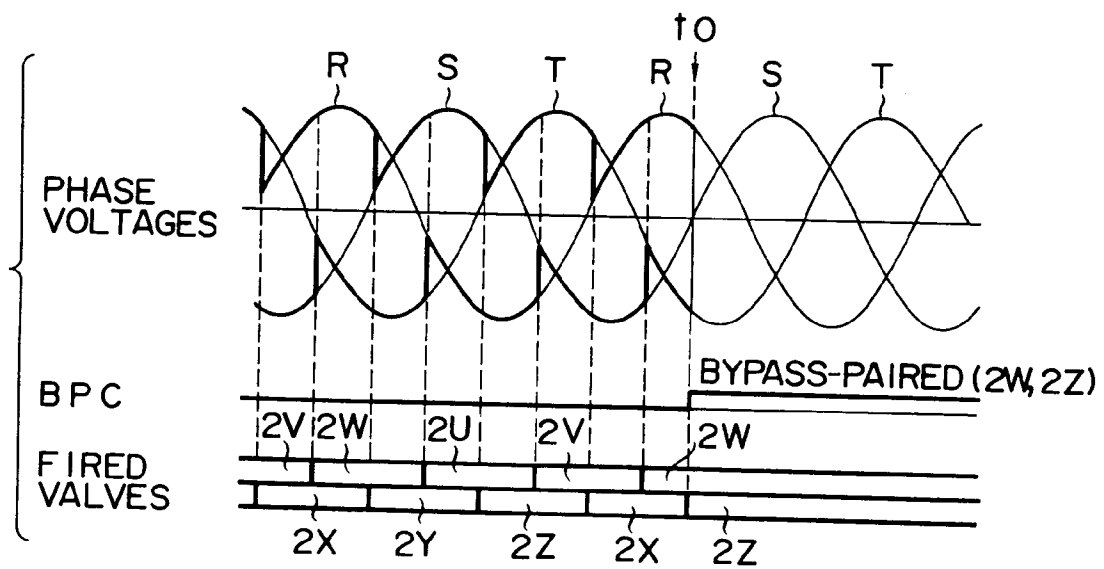 t0
R S T R S T
PHASE
VOLTAGES
BYPASS-PAIRED (2W, 2Z)
BPC
2V 2W 2U 2V 2W
FIRED
VALVES
2X 2Y 2Z 2X 2Z